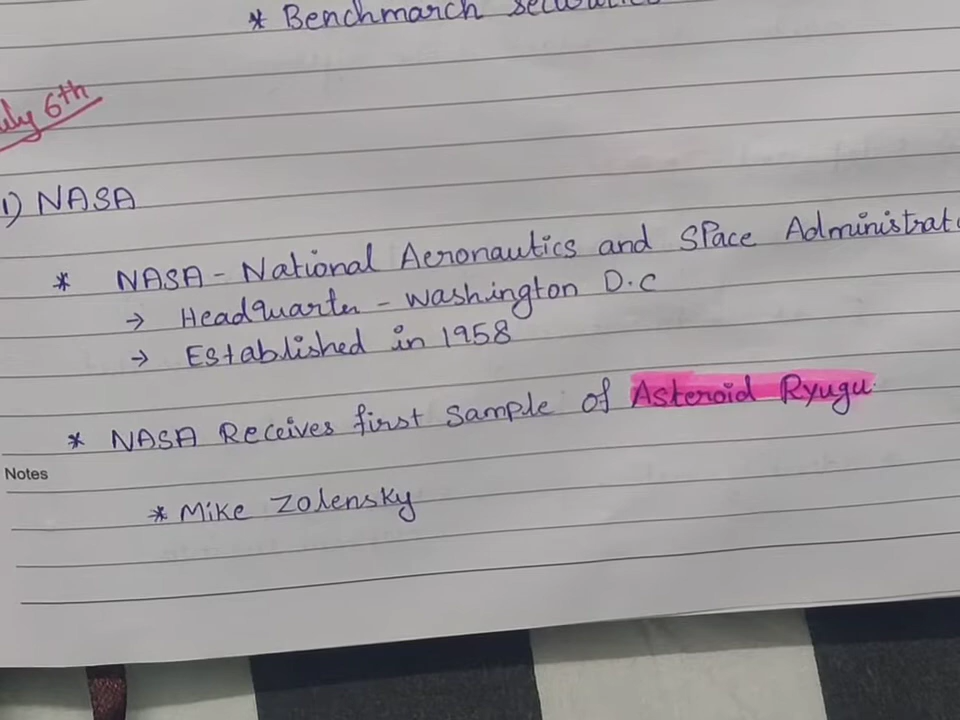 * Benchmarch
July 6th
1) NASA
* NASA - National Aeronautics and SPace Administrat
→ Headquarter - Washington D.C
→ Established in 1958
* NASA Receives first Sample of Asteroid Ryugu.
Notes
* Mike Zolensky